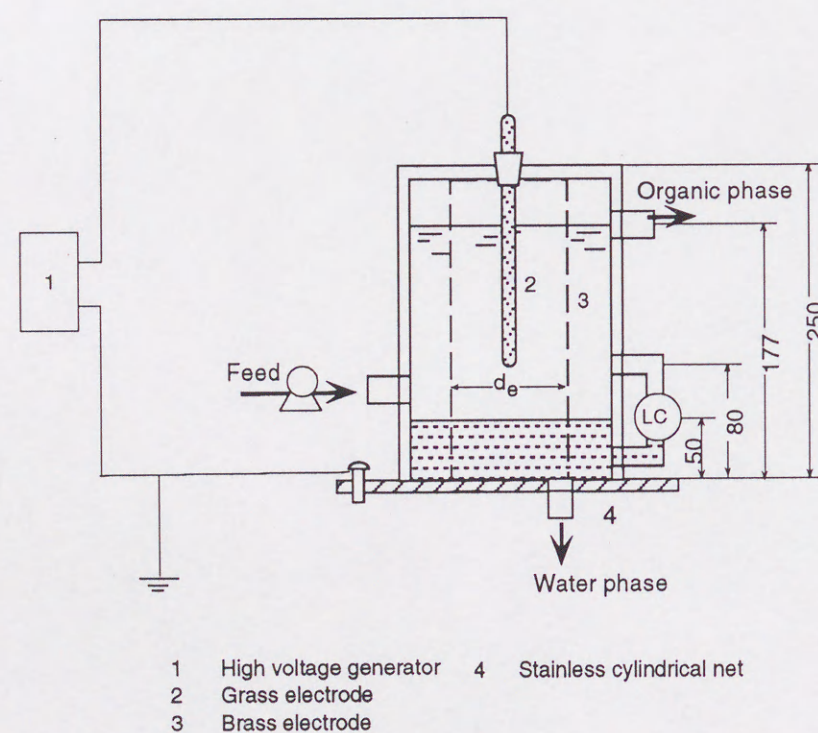 Organic phase
1
2
3
Feed
d_e
LC
50
80
177
250
4
Water phase
1 High voltage generator 4 Stainless cylindrical net
2 Grass electrode
3 Brass electrode